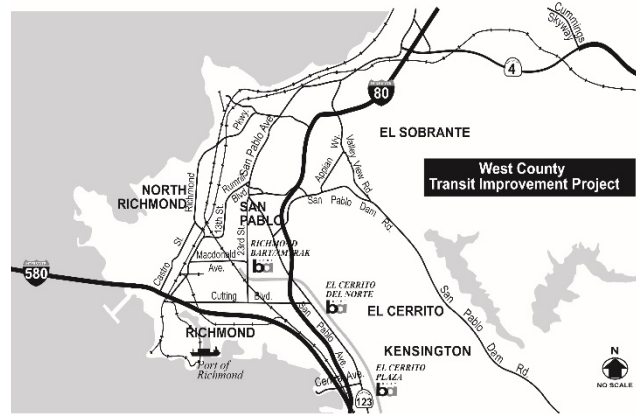 Cummings
Skyway
4
80
EL SOBRANTE
West County
Transit Improvement Project
Pkwy.
San Pablo Ave.
Appian Wy.
Valley View Rd.
NORTH
RICHMOND
Richmond
Rumrill
Blvd.
13th St.
23rd St.
SAN
PABLO
San Pablo Dam Rd.
RICHMOND
BART/AMTRAK
ba
Castro St.
Macdonald
Ave.
580
Cutting Blvd.
EL CERRITO
DEL NORTE
ba
EL CERRITO
San Pablo Ave.
San Pablo Dam Rd.
RICHMOND
Port of
Richmond
KENSINGTON
EL CERRITO
PLAZA
ba
Central Ave.
123
N
NO SCALE